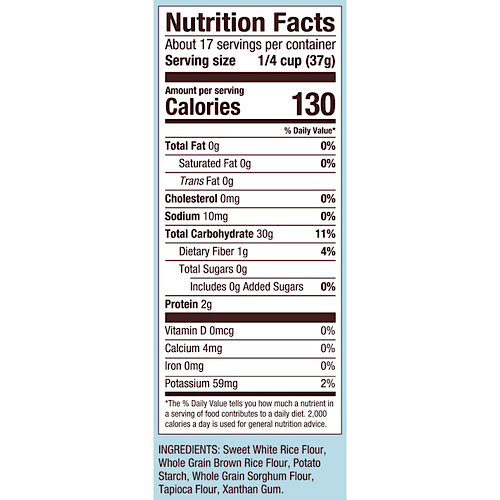 Nutrition Facts
About 17 servings per container
Serving size 1/4 cup (37g)
Amount per serving
Calories 130
% Daily Value*
Total Fat 0g 0%
Saturated Fat 0g 0%
Trans Fat 0g
Cholesterol 0mg 0%
Sodium 10mg 0%
Total Carbohydrate 30g 11%
Dietary Fiber 1g 4%
Total Sugars 0g
Includes 0g Added Sugars 0%
Protein 2g
Vitamin D 0mcg 0%
Calcium 4mg 0%
Iron 0mg 0%
Potassium 59mg 2%
*The % Daily Value tells you how much a nutrient in
a serving of food contributes to a daily diet. 2,000
calories a day is used for general nutrition advice.
INGREDIENTS: Sweet White Rice Flour,
Whole Grain Brown Rice Flour, Potato
Starch, Whole Grain Sorghum Flour,
Tapioca Flour, Xanthan Gum.